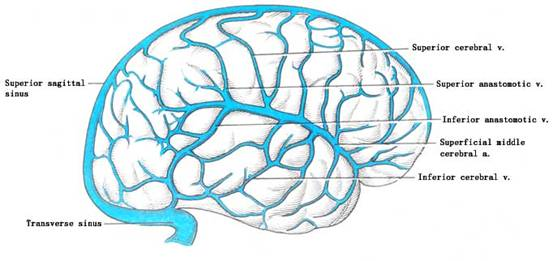 Superior cerebral v.
Superior sagittal
sinus
Superior anastomotic v.
Inferior anastomotic v.
Superficial middle
cerebral a.
Inferior cerebral v.
Transverse sinus